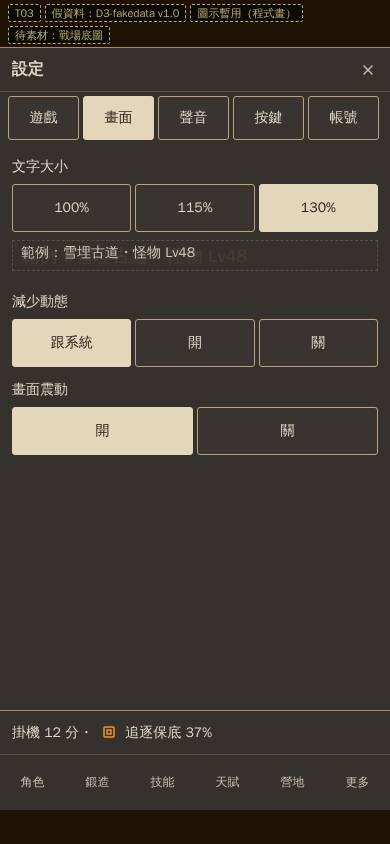 T03 假資料：D3-fakedata v1.0 圖示暫用（程式畫）
待素材：戰場底圖
設定 ×
遊戲 畫面 聲音 按鍵 帳號
文字大小
100% 115% 130%
範例：雪埋古道・怪物 Lv48
減少動態
跟系統 開 關
畫面震動
開 關
掛機 12 分・ 追逐保底 37%
角色 鍛造 技能 天賦 營地 更多